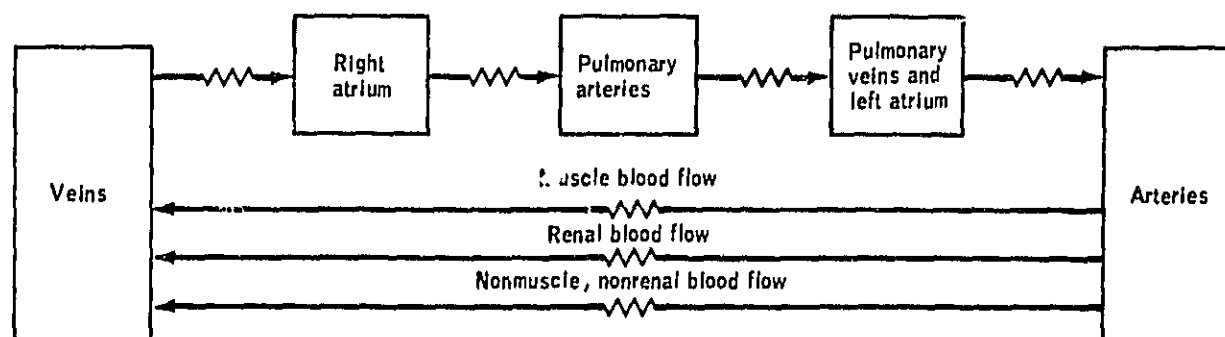 Veins
Right
atrium
Pulmonary
arteries
Pulmonary
veins and
left atrium
Arteries
Muscle blood flow
Renal blood flow
Nonmuscle, nonrenal blood flow